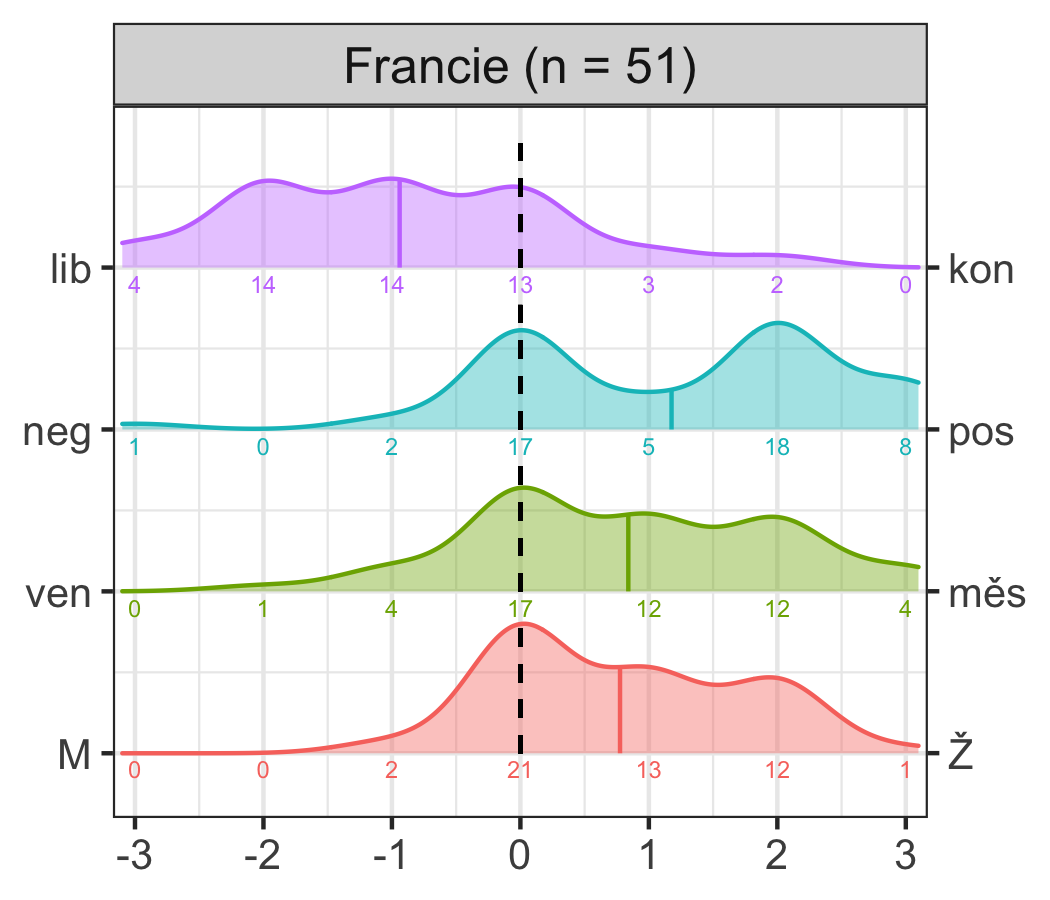 Francie (n = 51)
lib kon
4 14 14 13 3 2 0
neg pos
1 0 2 17 5 18 8
ven měs
0 1 4 17 12 12 4
M Ž
0 0 2 21 13 12 1
-3 -2 -1 0 1 2 3